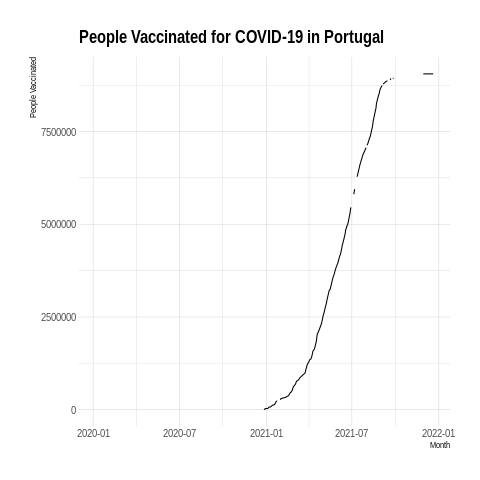 People Vaccinated for COVID-19 in Portugal
People Vaccinated
7500000
5000000
2500000
0
2020-01 2020-07 2021-01 2021-07 2022-01
Month